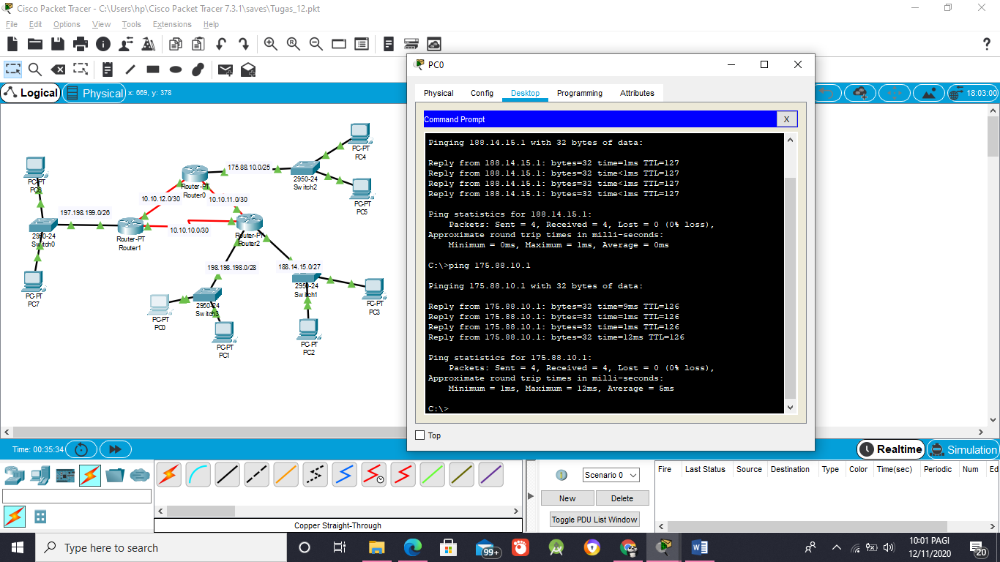 Cisco Packet Tracer - C:\Users\hp\Cisco Packet Tracer 7.3.1\saves\Tugas_12.pkt
File Edit Options View Tools Extensions Help
?
Logical Physical x: 669, y: 378
18:03:00
PC0
Physical Config Desktop Programming Attributes
Command Prompt X
Pinging 188.14.15.1 with 32 bytes of data:
Reply from 188.14.15.1: bytes=32 time=1ms TTL=127
Reply from 188.14.15.1: bytes=32 time<1ms TTL=127
Reply from 188.14.15.1: bytes=32 time<1ms TTL=127
Reply from 188.14.15.1: bytes=32 time<1ms TTL=127
Ping statistics for 188.14.15.1:
Packets: Sent = 4, Received = 4, Lost = 0 (0% loss),
Approximate round trip times in milli-seconds:
Minimum = 0ms, Maximum = 1ms, Average = 0ms
C:\>ping 175.88.10.1
Pinging 175.88.10.1 with 32 bytes of data:
Reply from 175.88.10.1: bytes=32 time=9ms TTL=126
Reply from 175.88.10.1: bytes=32 time=1ms TTL=126
Reply from 175.88.10.1: bytes=32 time=1ms TTL=126
Reply from 175.88.10.1: bytes=32 time=12ms TTL=126
Ping statistics for 175.88.10.1:
Packets: Sent = 4, Received = 4, Lost = 0 (0% loss),
Approximate round trip times in milli-seconds:
Minimum = 1ms, Maximum = 12ms, Average = 5ms
C:\>
Top
PC-PT
PC4
175.88.10.0/25
2950-24
Switch2
PC-PT
PC5
PC-PT
PC6
Router-PT
Router0
10.10.12.0/30
10.10.11.0/30
197.198.199.0/26
2950-24
Switch0
Router-PT
Router1
10.10.10.0/30
Router-PT
Router2
PC-PT
PC7
198.198.198.0/28
188.14.15.0/27
2950-24
Switch3
2950-24
Switch1
PC-PT
PC0
PC-PT
PC1
PC-PT
PC2
PC-PT
PC3
Time: 00:35:34
Realtime Simulation
Scenario 0
New Delete
Toggle PDU List Window
Fire Last Status Source Destination Type Color Time(sec) Periodic Num Ed
Copper Straight-Through
Type here to search
99+
10:01 PAGI
12/11/2020
20